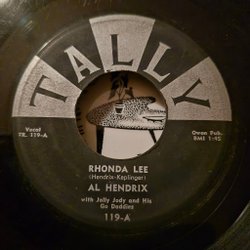 TALLY
Vocal
TR. 119-A
Owen Pub.
BMI 1:45
RHONDA LEE
(Hendrix-Keplinger)
AL HENDRIX
with Jolly Jody and His
Go Daddies
119-A